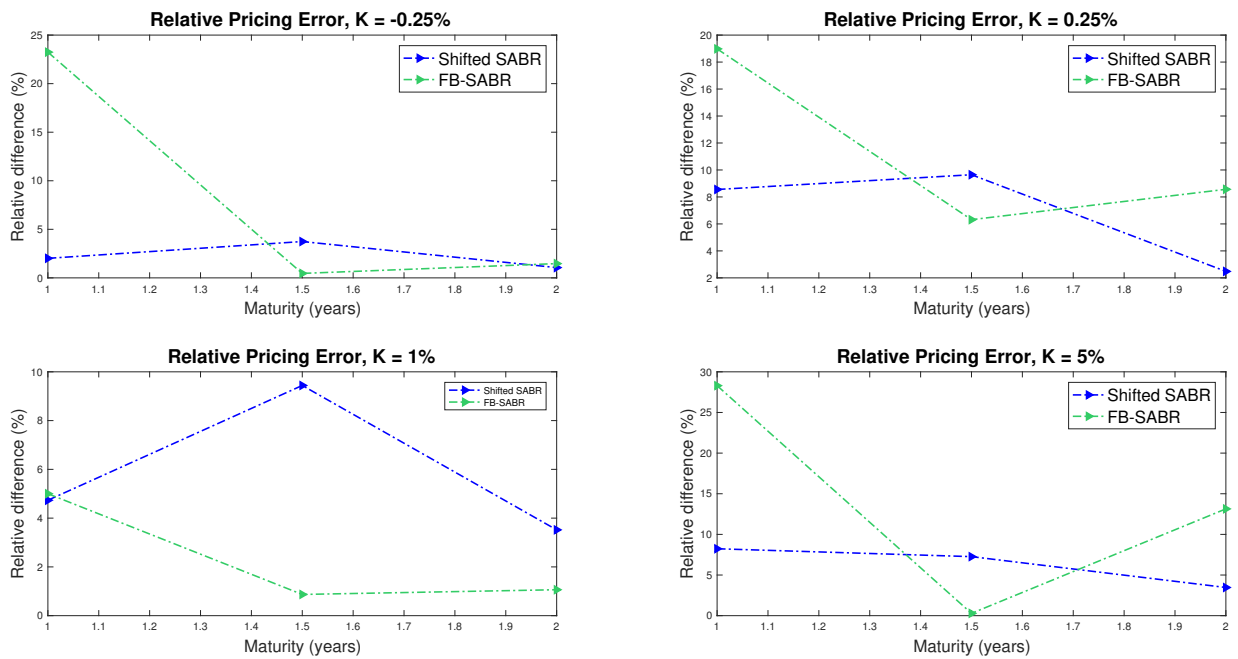 Relative Pricing Error, K = -0.25%
25
20
15
10
5
0
Relative difference (%)
Shifted SABR
FB-SABR
1 1.1 1.2 1.3 1.4 1.5 1.6 1.7 1.8 1.9 2
Maturity (years)
Relative Pricing Error, K = 0.25%
20
18
16
14
12
10
8
6
4
2
Relative difference (%)
Shifted SABR
FB-SABR
1 1.1 1.2 1.3 1.4 1.5 1.6 1.7 1.8 1.9 2
Maturity (years)
Relative Pricing Error, K = 1%
10
8
6
4
2
0
Relative difference (%)
Shifted SABR
FB-SABR
1 1.1 1.2 1.3 1.4 1.5 1.6 1.7 1.8 1.9 2
Maturity (years)
Relative Pricing Error, K = 5%
30
25
20
15
10
5
0
Relative difference (%)
Shifted SABR
FB-SABR
1 1.1 1.2 1.3 1.4 1.5 1.6 1.7 1.8 1.9 2
Maturity (years)